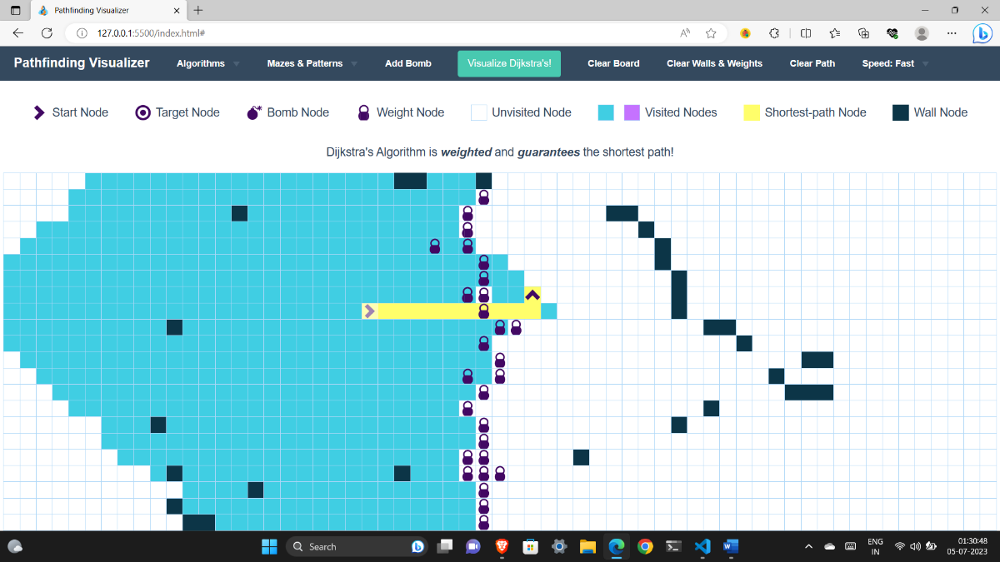 Pathfinding Visualizer
127.0.0.1:5500/index.html#
Pathfinding Visualizer Algorithms Mazes & Patterns Add Bomb Visualize Dijkstra's! Clear Board Clear Walls & Weights Clear Path Speed: Fast
Start Node Target Node Bomb Node Weight Node Unvisited Node Visited Nodes Shortest-path Node Wall Node
Dijkstra's Algorithm is weighted and guarantees the shortest path!
Search
ENG
IN
01:30:48
05-07-2023